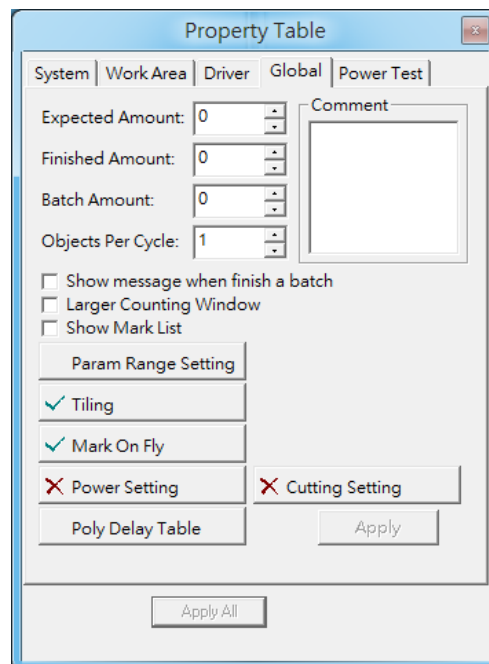 Property Table
System Work Area Driver Global Power Test
Expected Amount: 0
Finished Amount: 0
Batch Amount: 0
Objects Per Cycle: 1
Comment
Show message when finish a batch
Larger Counting Window
Show Mark List
Param Range Setting
Tiling
Mark On Fly
Power Setting
Cutting Setting
Poly Delay Table
Apply
Apply All